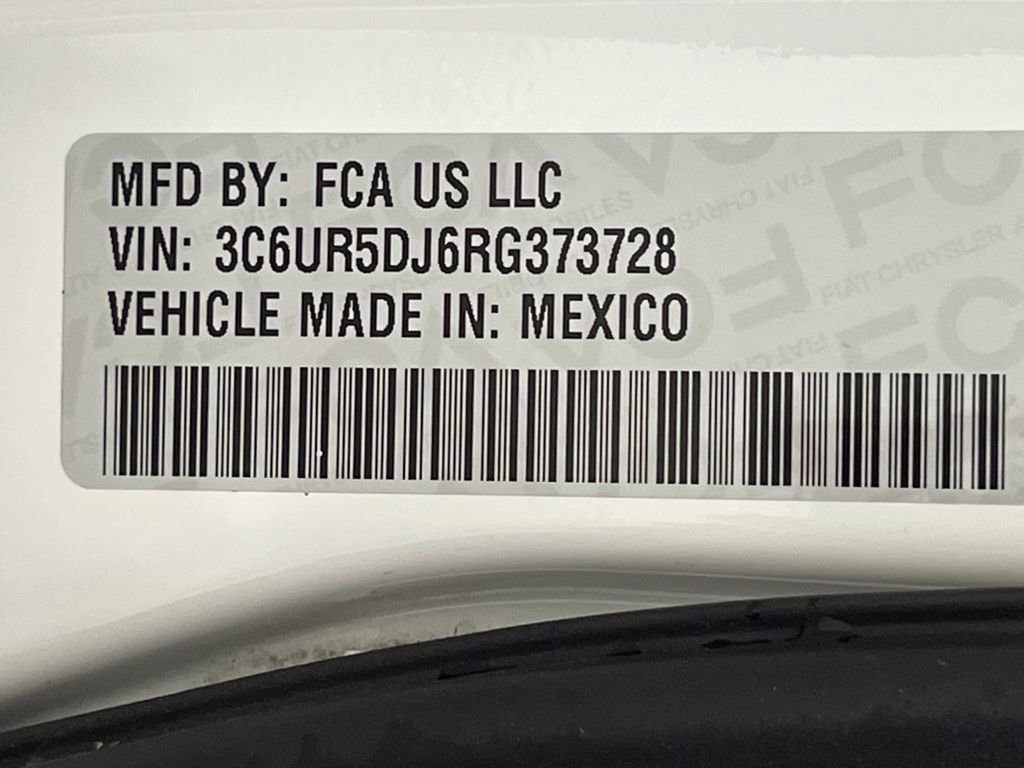 MFD BY: FCA US LLC
VIN: 3C6UR5DJ6RG373728
VEHICLE MADE IN: MEXICO